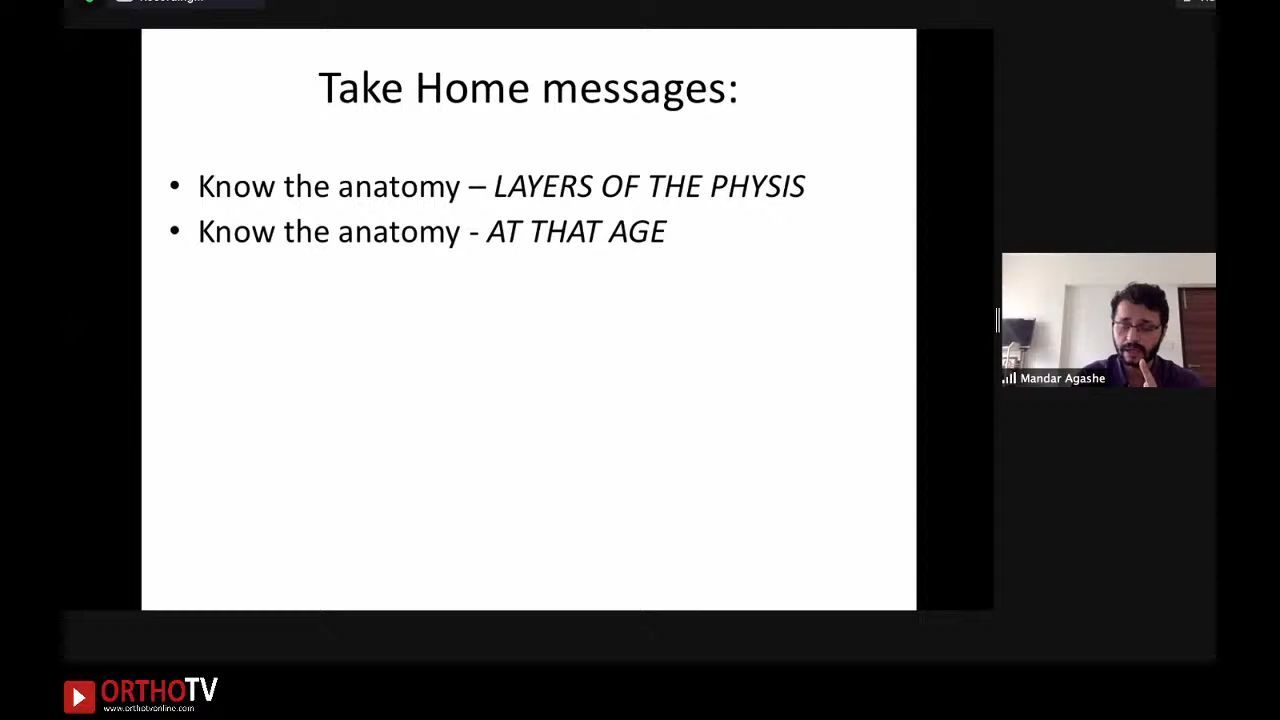 Take Home messages:
• Know the anatomy – LAYERS OF THE PHYSIS
• Know the anatomy - AT THAT AGE
Mandar Agashe
ORTHOTV
www.orthotvonline.com